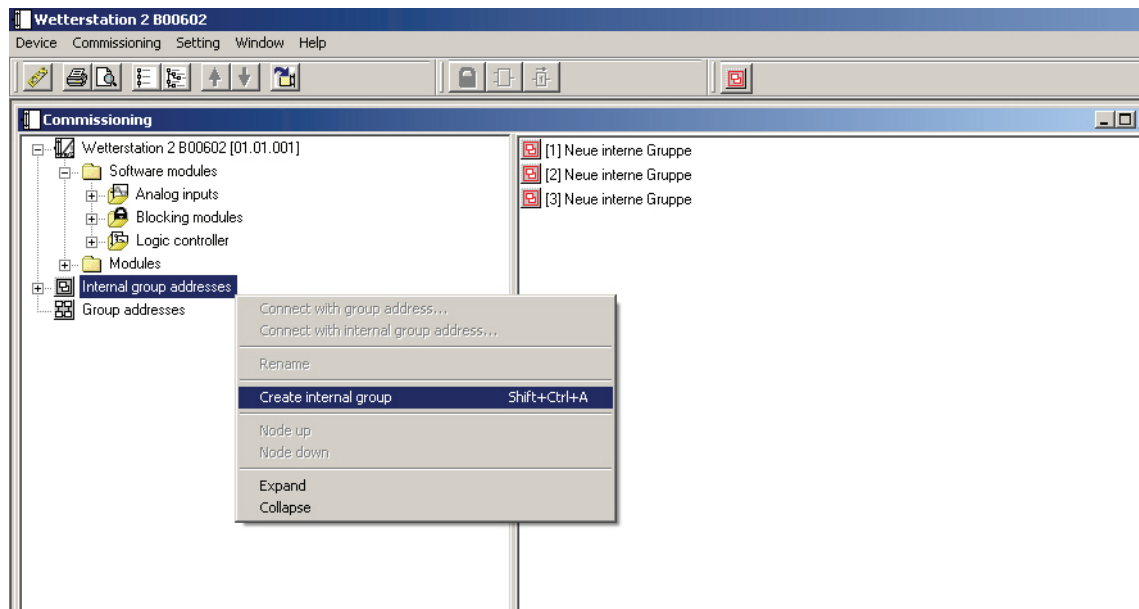 Wetterstation 2 B00602
Device Commissioning Setting Window Help
Commissioning
Wetterstation 2 B00602 [01.01.001]
Software modules
Analog inputs
Blocking modules
Logic controller
Modules
Internal group addresses
Group addresses
[1] Neue interne Gruppe
[2] Neue interne Gruppe
[3] Neue interne Gruppe
Connect with group address...
Connect with internal group address...
Rename
Create internal group Shift+Ctrl+A
Node up
Node down
Expand
Collapse